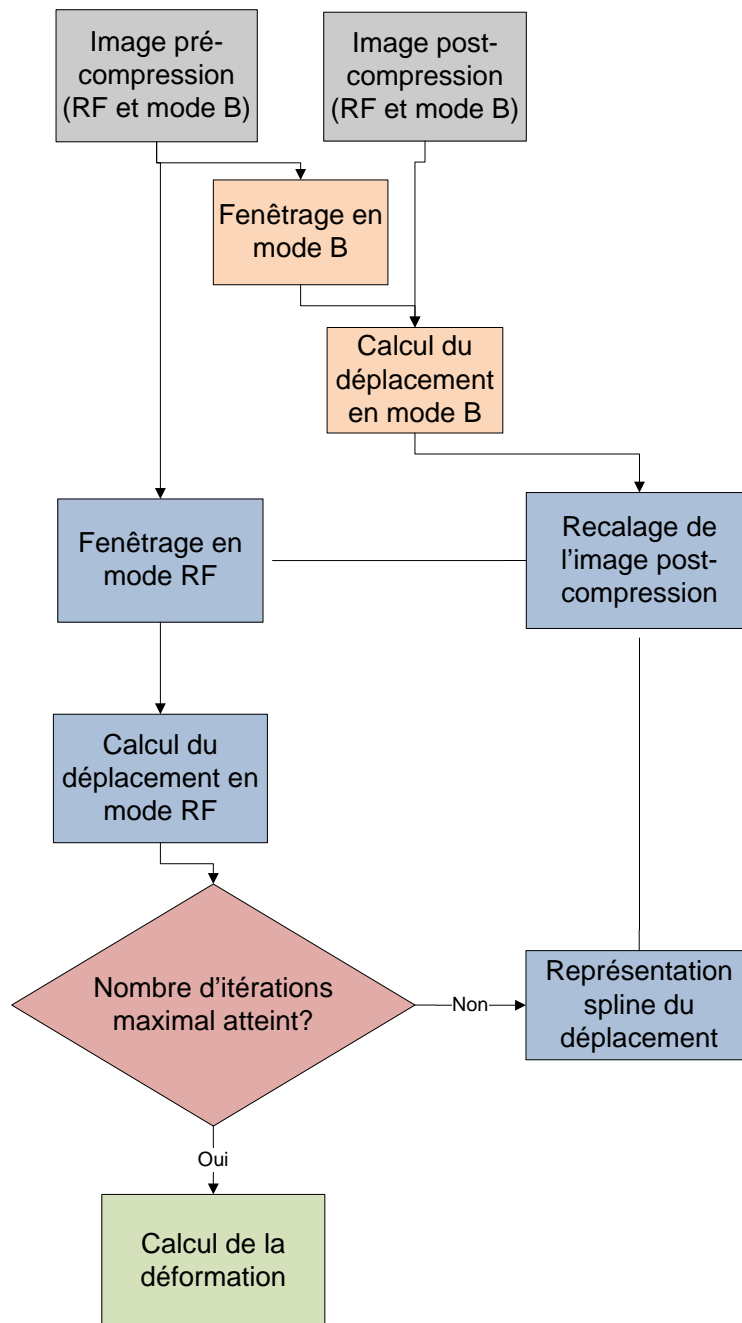 Image pré-
compression
(RF et mode B)
Image post-
compression
(RF et mode B)
Fenêtrage en
mode B
Calcul du
déplacement
en mode B
Fenêtrage en
mode RF
Recalage de
l’image post-
compression
Calcul du
déplacement en
mode RF
Nombre d’itérations
maximal atteint?
Non
Représentation
spline du
déplacement
Oui
Calcul de la
déformation